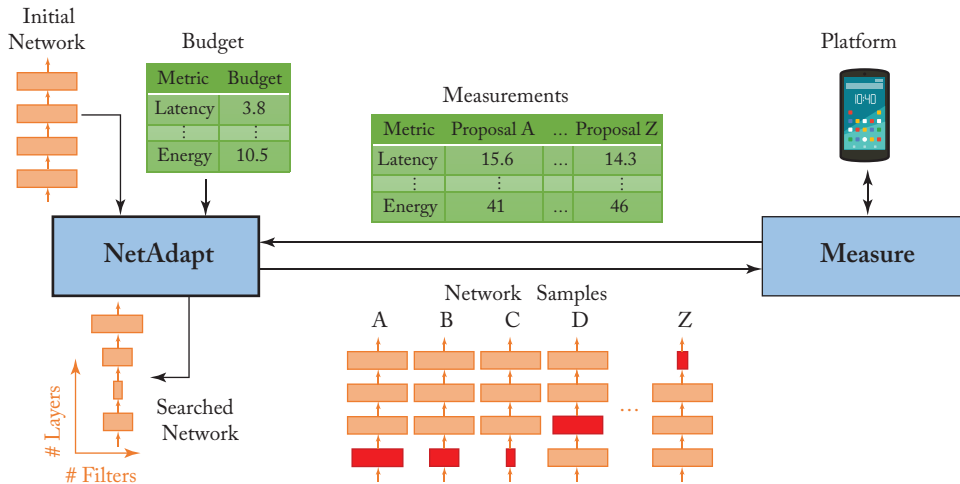 Initial
Network
Budget
Metric Budget
Latency 3.8
⋮ ⋮
Energy 10.5
Measurements
Metric Proposal A ... Proposal Z
Latency 15.6 ... 14.3
⋮ ⋮ ⋮
Energy 41 ... 46
Platform
10:40
NetAdapt
Measure
Network Samples
A B C D Z
...
Searched
Network
# Layers
# Filters